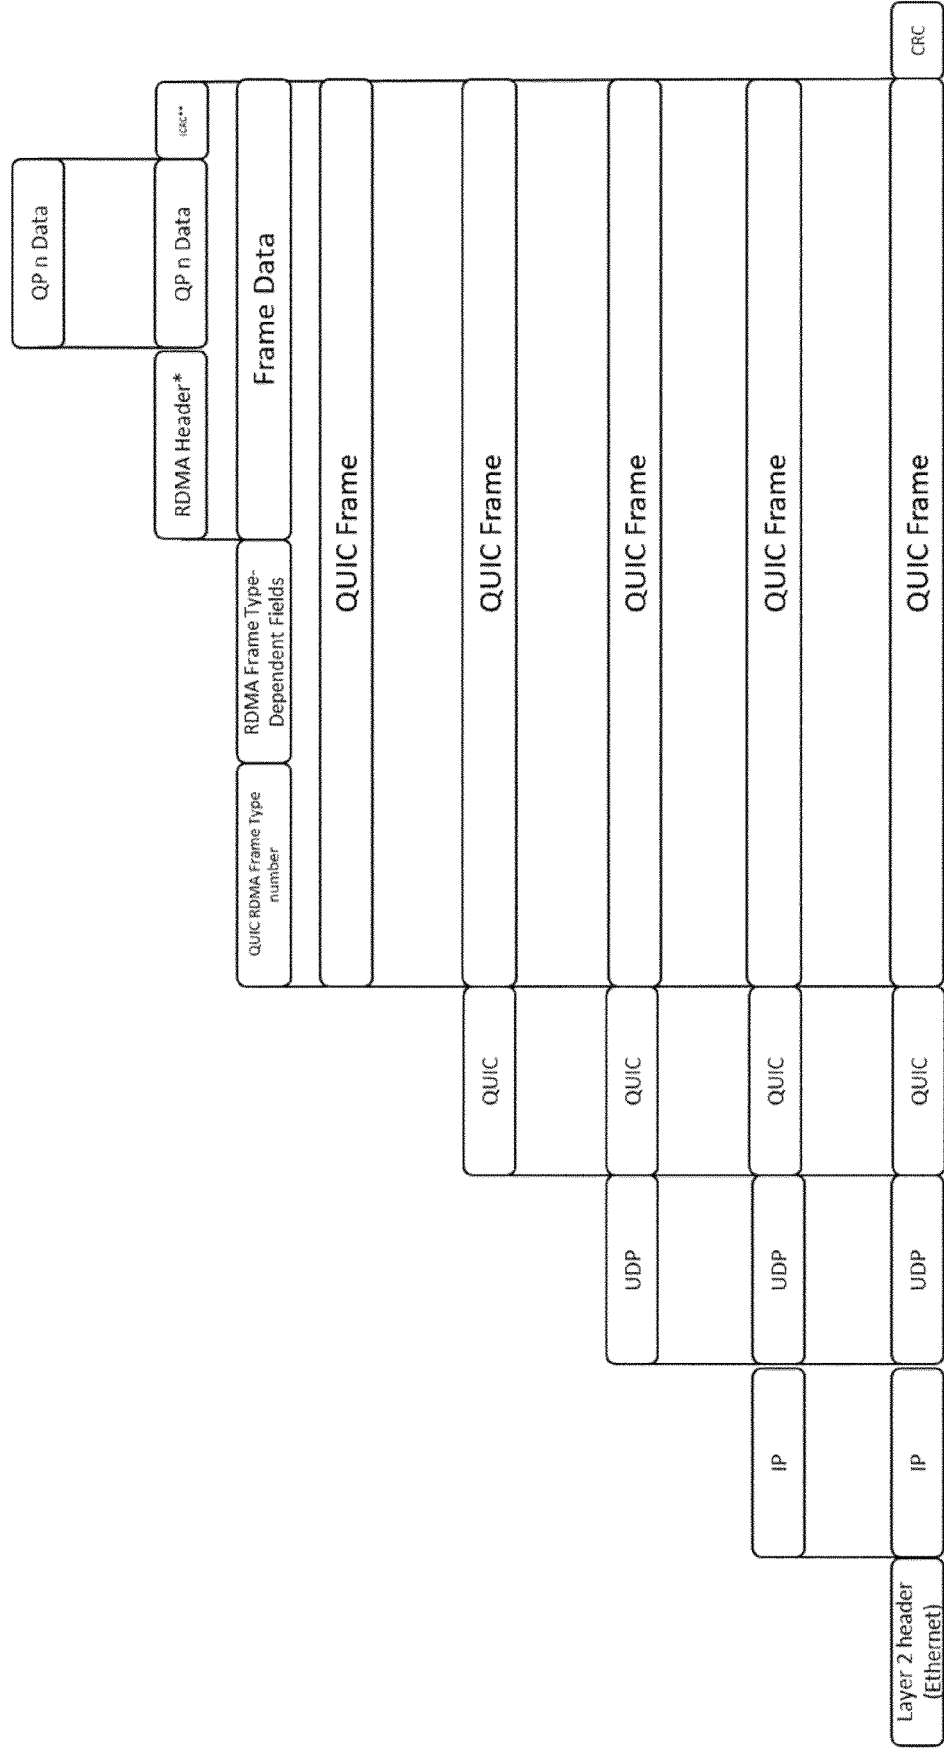 QP n Data
RDMA Header*
QP n Data
ICRC**
QUIC RDMA Frame Type
number
RDMA Frame Type-
Dependent Fields
Frame Data
QUIC Frame
QUIC
QUIC Frame
UDP
QUIC
QUIC Frame
IP
UDP
QUIC
QUIC Frame
Layer 2 header
(Ethernet)
IP
UDP
QUIC
QUIC Frame
CRC